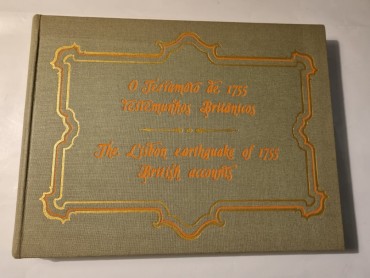 O Terramoto de 1755
Testemunhos Britânicos
The Lisbon earthquake of 1755
British accounts